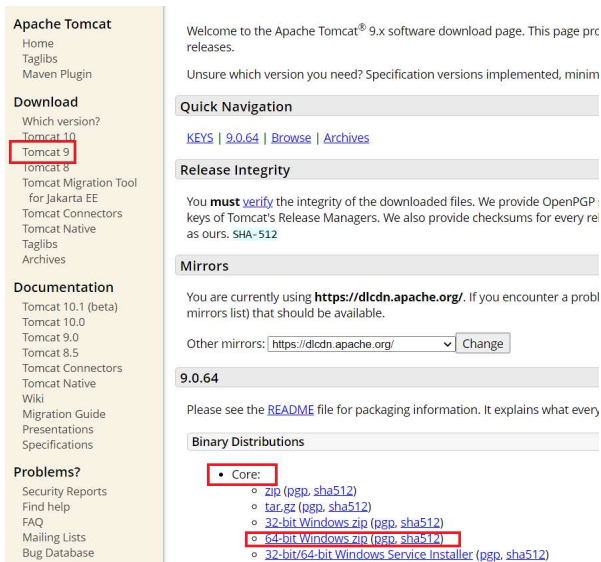 Apache Tomcat
Home
Taglibs
Maven Plugin
Download
Which version?
Tomcat 10
Tomcat 9
Tomcat 8
Tomcat Migration Tool
for Jakarta EE
Tomcat Connectors
Tomcat Native
Taglibs
Archives
Documentation
Tomcat 10.1 (beta)
Tomcat 10.0
Tomcat 9.0
Tomcat 8.5
Tomcat Connectors
Tomcat Native
Wiki
Migration Guide
Presentations
Specifications
Problems?
Security Reports
Find help
FAQ
Mailing Lists
Bug Database
Welcome to the Apache Tomcat® 9.x software download page. This page pro
releases.
Unsure which version you need? Specification versions implemented, minim
Quick Navigation
KEYS | 9.0.64 | Browse | Archives
Release Integrity
You must verify the integrity of the downloaded files. We provide OpenPGP
keys of Tomcat's Release Managers. We also provide checksums for every re
as ours. SHA-512
Mirrors
You are currently using https://dlcdn.apache.org/. If you encounter a probl
mirrors list) that should be available.
Other mirrors: https://dlcdn.apache.org/ Change
9.0.64
Please see the README file for packaging information. It explains what every
Binary Distributions
• Core:
zip (pgp, sha512)
tar.gz (pgp, sha512)
32-bit Windows zip (pgp, sha512)
64-bit Windows zip (pgp, sha512)
32-bit/64-bit Windows Service Installer (pgp, sha512)